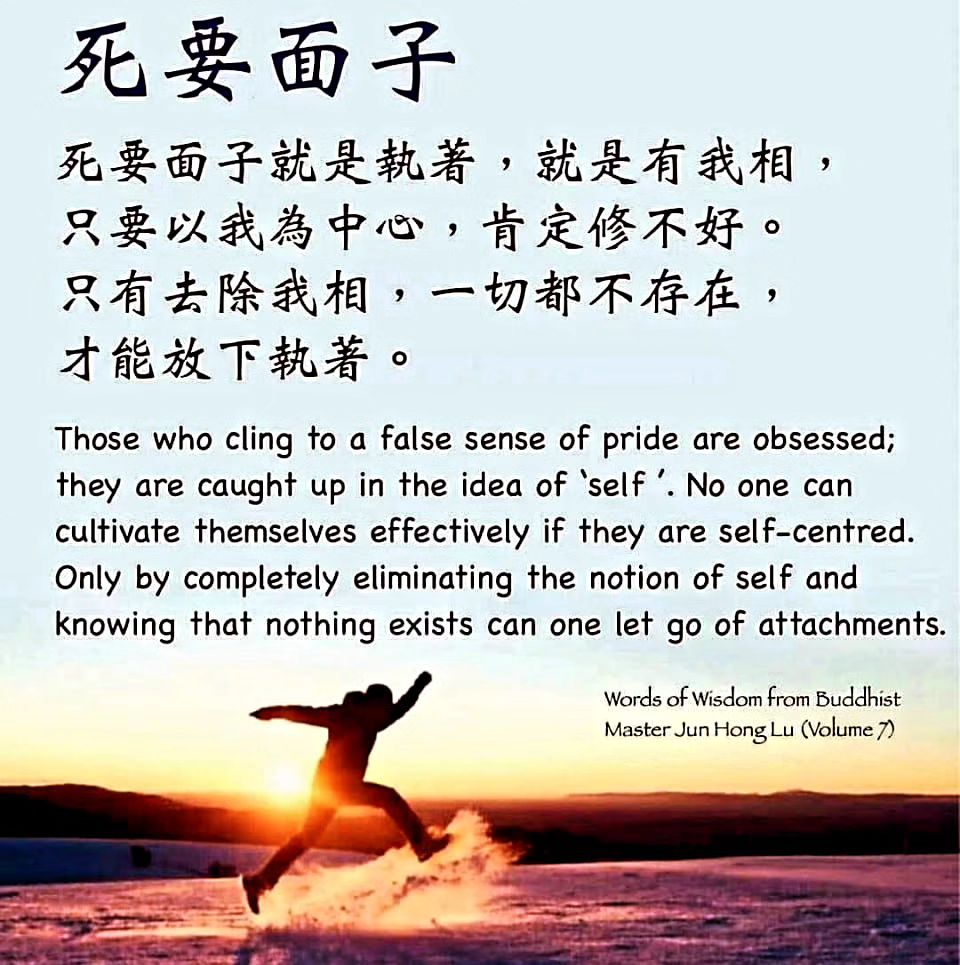 死要面子
死要面子就是執著，就是有我相，
只要以我為中心，肯定修不好。
只有去除我相，一切都不存在，
才能放下執著。
Those who cling to a false sense of pride are obsessed;
they are caught up in the idea of ‘self ’. No one can
cultivate themselves effectively if they are self-centred.
Only by completely eliminating the notion of self and
knowing that nothing exists can one let go of attachments.
Words of Wisdom from Buddhist
Master Jun Hong Lu (Volume 7)